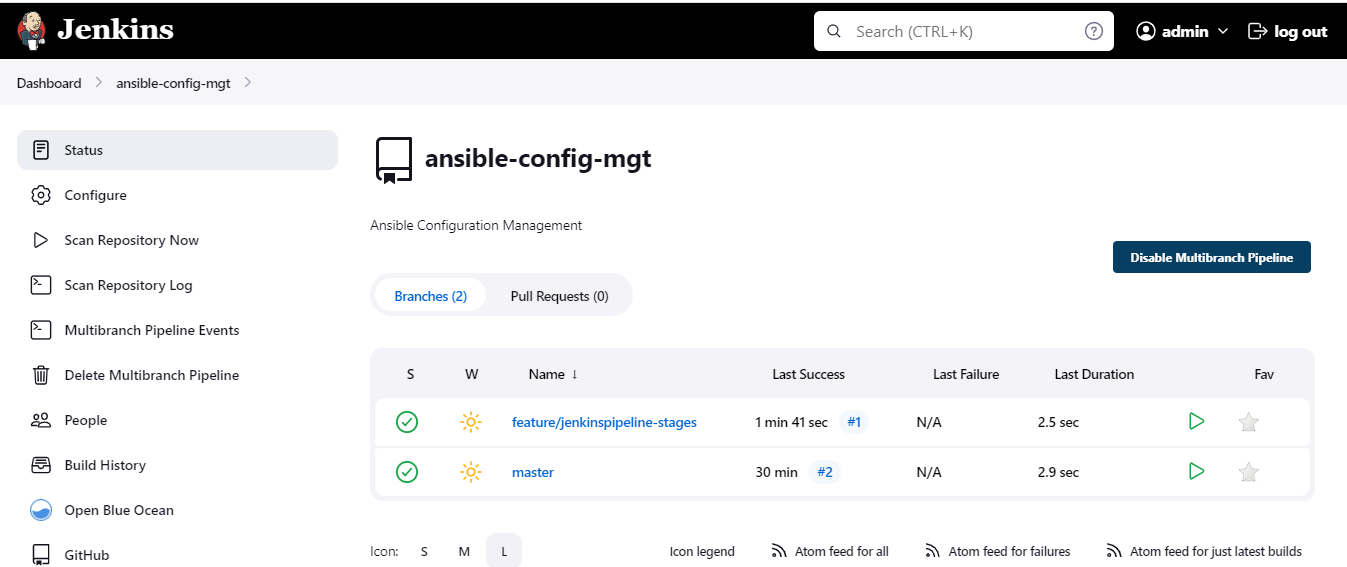 Jenkins
Search (CTRL+K)
?
admin
log out
Dashboard
ansible-config-mgt
Status
Configure
Scan Repository Now
Scan Repository Log
Multibranch Pipeline Events
Delete Multibranch Pipeline
People
Build History
Open Blue Ocean
GitHub
ansible-config-mgt
Ansible Configuration Management
Disable Multibranch Pipeline
Branches (2)
Pull Requests (0)
S W Name ↓ Last Success Last Failure Last Duration Fav
feature/jenkinspipeline-stages 1 min 41 sec #1 N/A 2.5 sec
master 30 min #2 N/A 2.9 sec
Icon: S M L
Icon legend
Atom feed for all
Atom feed for failures
Atom feed for just latest builds